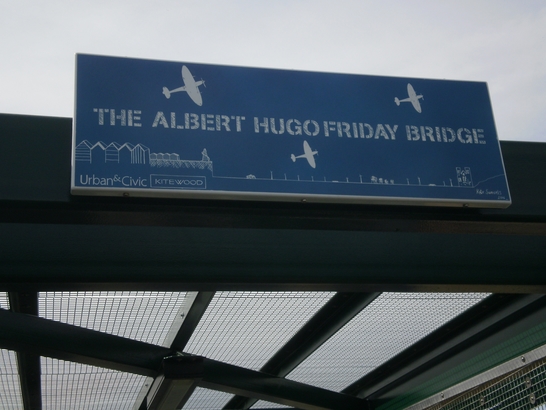 THE ALBERT HUGO FRIDAY BRIDGE
Urban&Civic KITEWOOD